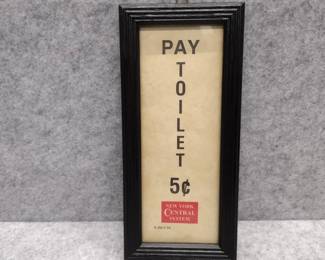 PAY
TOILET
5¢
NEW YORK
CENTRAL
SYSTEM